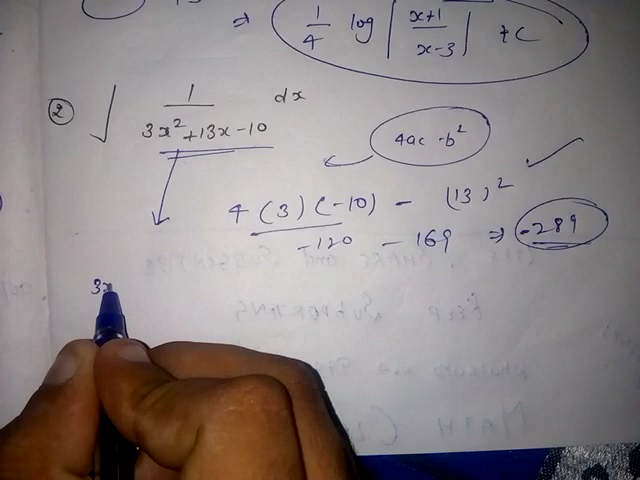 ⇒ 1/4 log |x+1/x-3| + C
② ∫ 1/3x²+13x-10 dx
4ac - b²
4(3)(-10) - (13)²
-120 - 169 ⇒ -289
3x